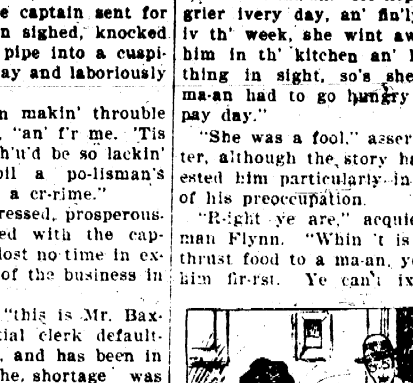 e captain sent for
n sighed, knocked
pipe into a cuspi-
ay and laboriously
n makin' throuble
"an' f'r me. 'Tis
h'u'd be so lackin'
oil a po-lisman's
a cr-rime."
ressed, prosperous-
ed with the cap-
lost no time in ex-
of the business in
"this is Mr. Bax-
tial clerk default-
, and has been in
he shortage was
grier ivery day, an' fin'l
iv th' week, she wint aw
him in th' kitchen an'
thing in sight, so's she
ma-an had to go hungry
pay day."
"She was a fool," asser
ter, although the story ha
ested him particularly in
of his preoccupation.
"R-ight ye are," acquie
man Flynn. "Whin 't is
thrust food to a ma-an, y
him fir-rst. Ye can't ix